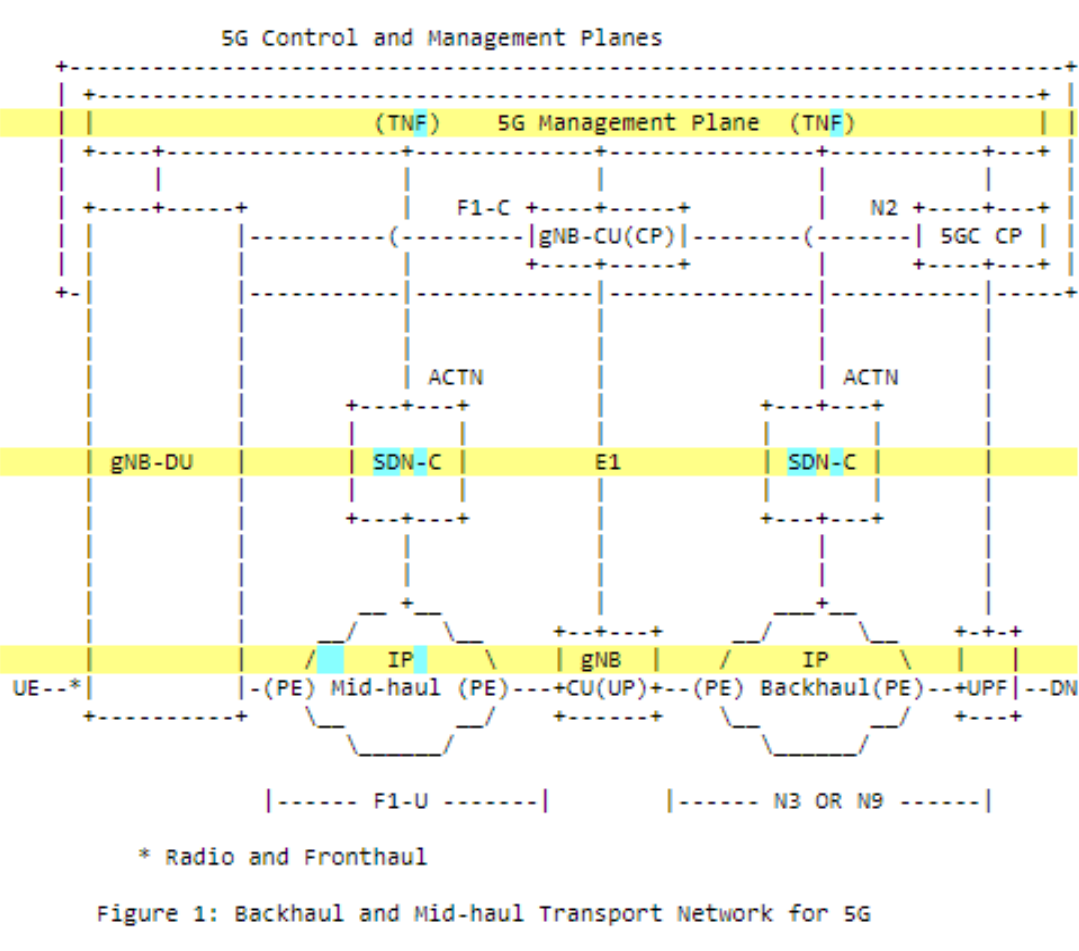 5G Control and Management Planes
(TNF) 5G Management Plane (TNF)
F1-C N2
gNB-CU(CP) 5GC CP
ACTN ACTN
gNB-DU SDN-C E1 SDN-C
IP gNB IP
UE--*| |-(PE) Mid-haul (PE)---+CU(UP)+--(PE) Backhaul(PE)--+UPF|--DN
|------ F1-U -------| |------ N3 OR N9 ------|
* Radio and Fronthaul
Figure 1: Backhaul and Mid-haul Transport Network for 5G